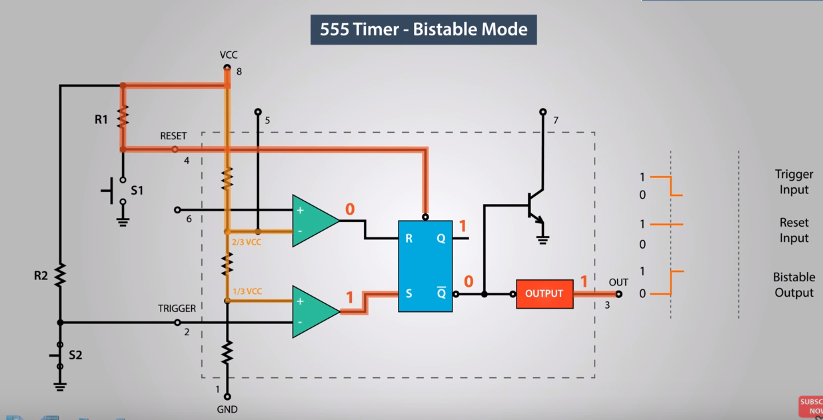 555 Timer - Bistable Mode
VCC
8
R1
5
7
RESET
4
S1
6
+
-
0
2/3 VCC
R
Q
1
R2
1/3 VCC
+
-
1
S
Q
0
OUTPUT
1
OUT
3
TRIGGER
2
S2
1
GND
1
0
Trigger
Input
1
0
Reset
Input
1
0
Bistable
Output
SUBSC
NOW